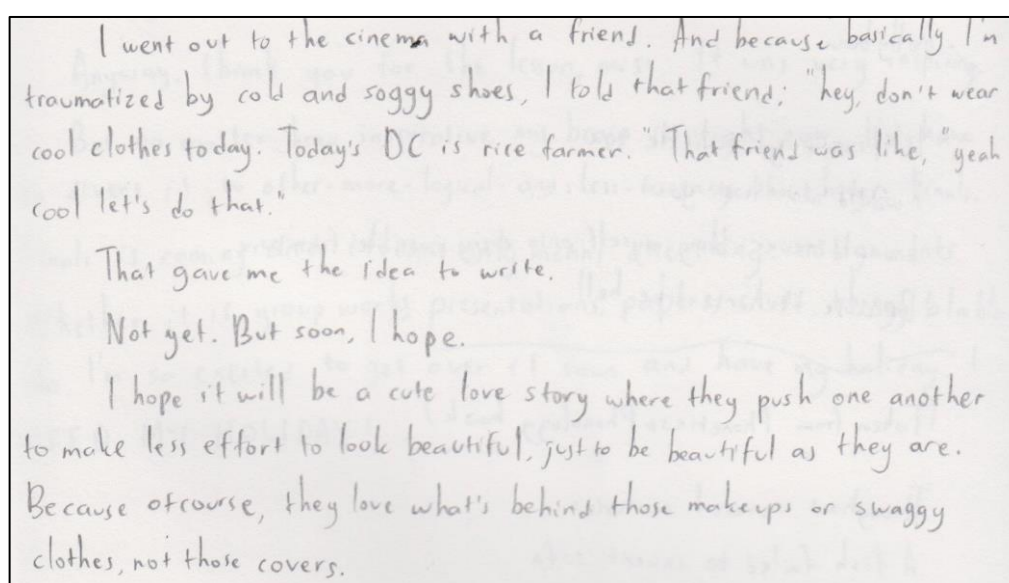 I went out to the cinema with a friend. And because basically I'm
traumatized by cold and soggy shoes, I told that friend; "hey, don't wear
cool clothes today. Today's DC is rice farmer." That friend was like, "yeah
cool let's do that."
That gave me the idea to write.
Not yet. But soon, I hope.
I hope it will be a cute love story where they push one another
to make less effort to look beautiful, just to be beautiful as they are.
Because ofcourse, they love what's behind those makeups or swaggy
clothes, not those covers.